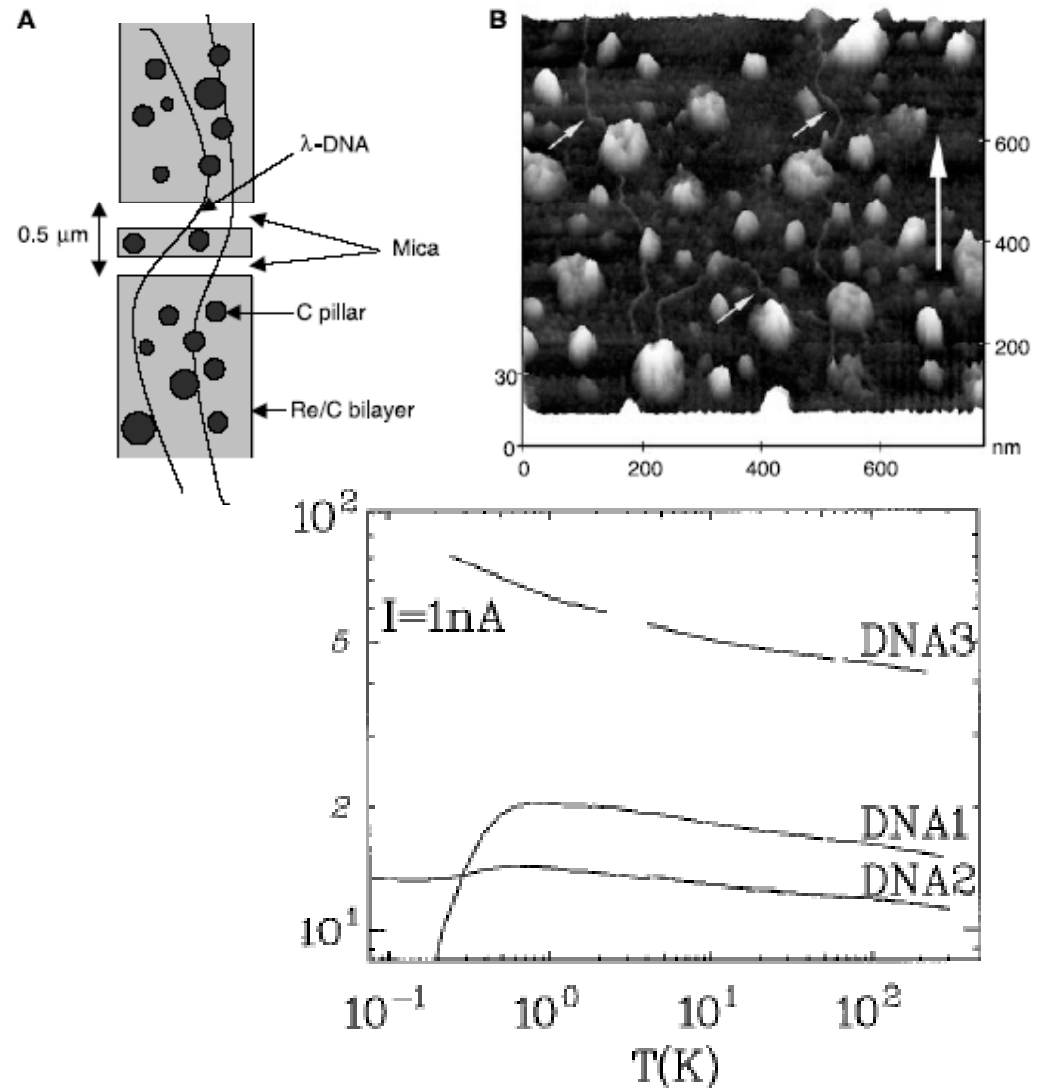 A
λ-DNA
0.5 μm
Mica
C pillar
Re/C bilayer
B
600
400
200
30
0
nm
0 200 400 600
10²
I=1nA
5
DNA3
2
DNA1
DNA2
10¹
10⁻¹ 10⁰ 10¹ 10²
T(K)